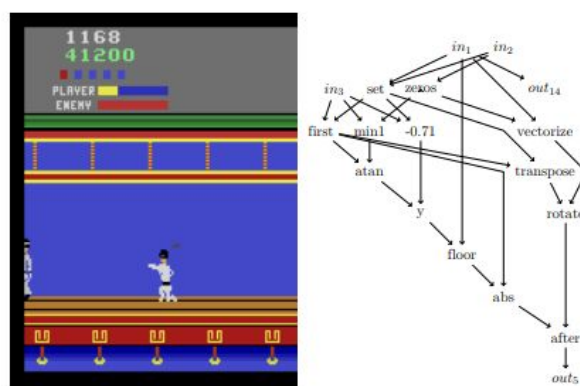 1168
41200
PLAYER
ENEMY
in1 in2
in3 set zeros out14
first min1 -0.71 vectorize
atan transpose
y rotate
floor
abs
after
out5